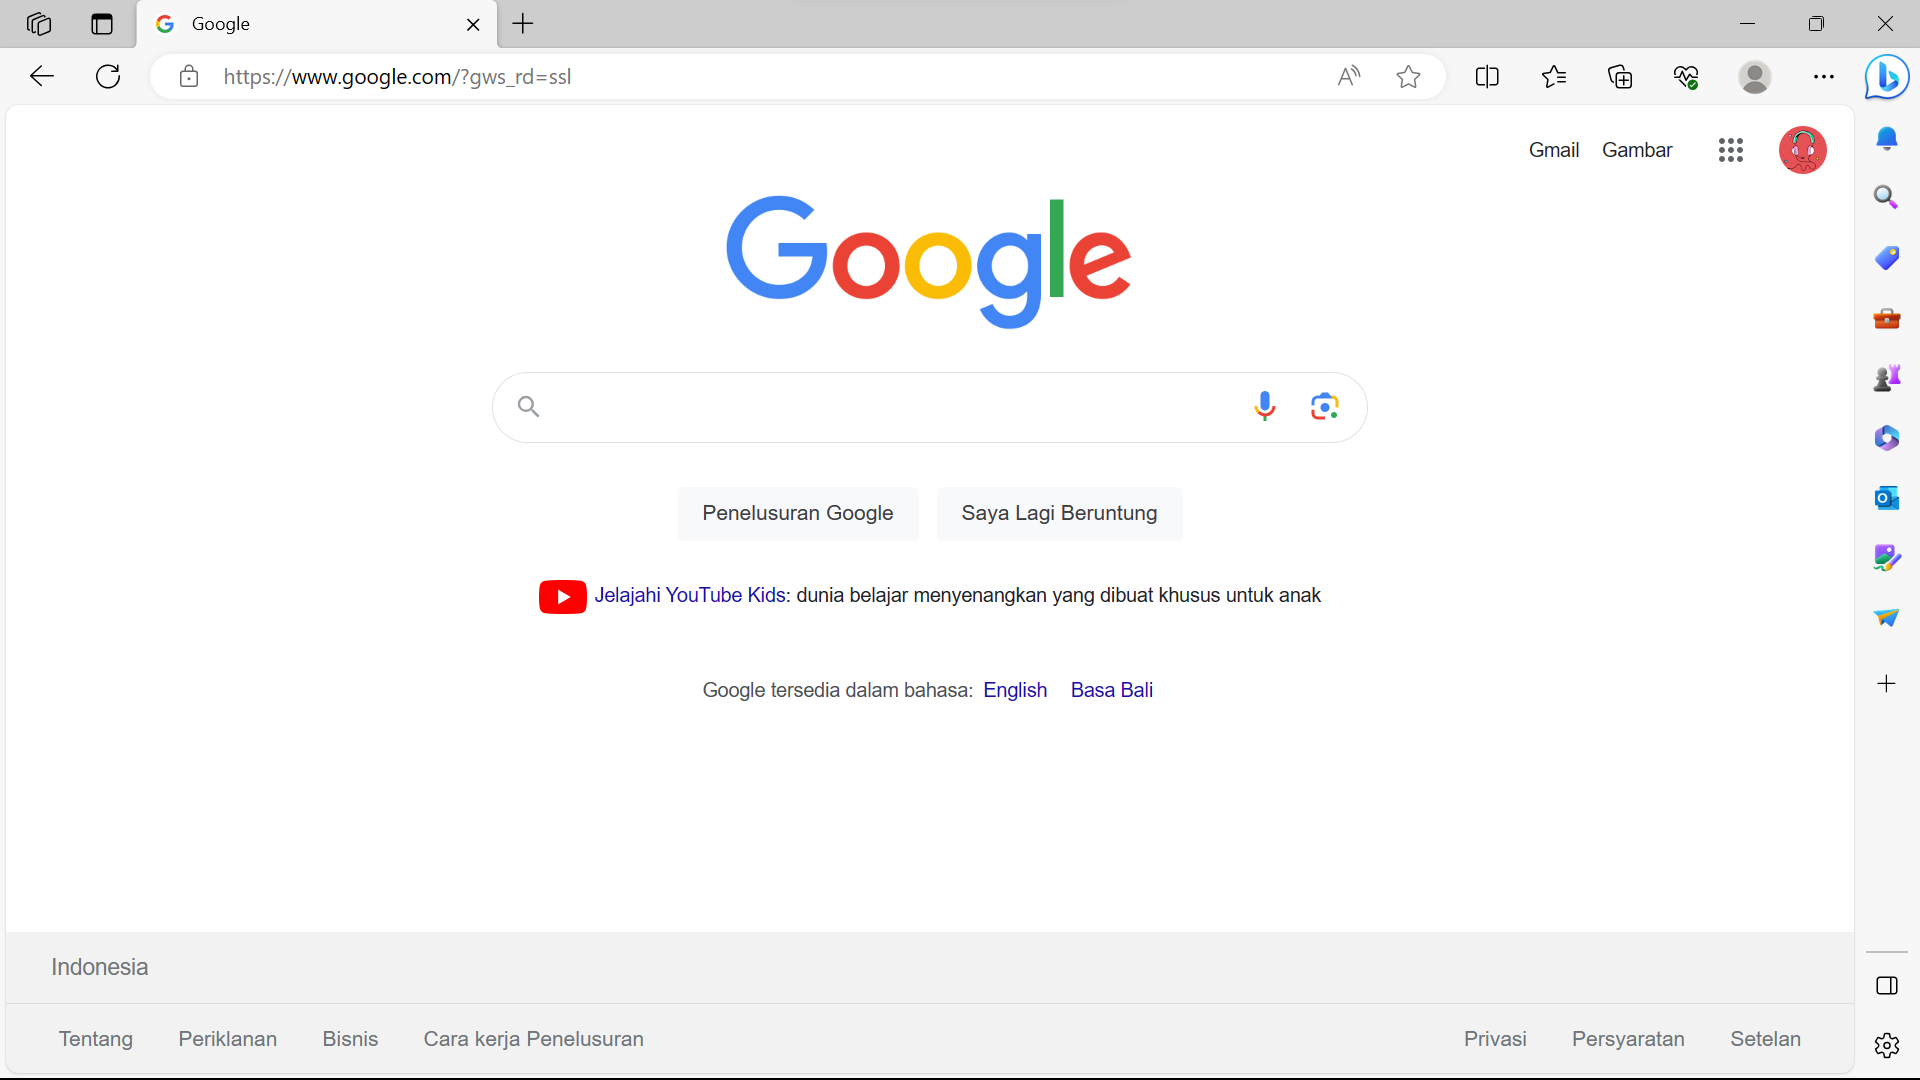 Google
https://www.google.com/?gws_rd=ssl
Gmail Gambar
Google
Penelusuran Google Saya Lagi Beruntung
Jelajahi YouTube Kids: dunia belajar menyenangkan yang dibuat khusus untuk anak
Google tersedia dalam bahasa: English Basa Bali
Indonesia
Tentang Periklanan Bisnis Cara kerja Penelusuran Privasi Persyaratan Setelan